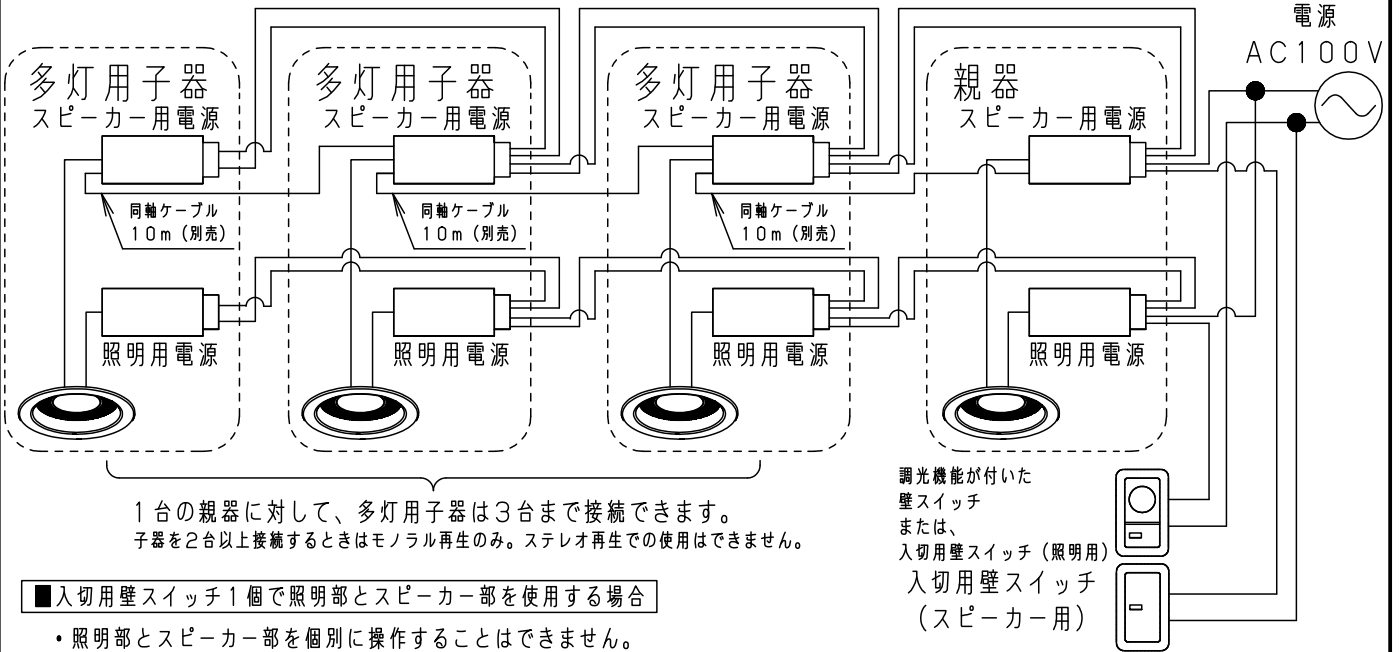 電源
AC100V
多灯用子器
スピーカー用電源
多灯用子器
スピーカー用電源
多灯用子器
スピーカー用電源
親器
スピーカー用電源
同軸ケーブル
10m（別売）
同軸ケーブル
10m（別売）
同軸ケーブル
10m（別売）
照明用電源
照明用電源
照明用電源
照明用電源
1台の親器に対して、多灯用子器は3台まで接続できます。
子器を2台以上接続するときはモノラル再生のみ。ステレオ再生での使用はできません。
調光機能が付いた
壁スイッチ
または、
入切用壁スイッチ（照明用）
入切用壁スイッチ
（スピーカー用）
■入切用壁スイッチ1個で照明部とスピーカー部を使用する場合
・照明部とスピーカー部を個別に操作することはできません。